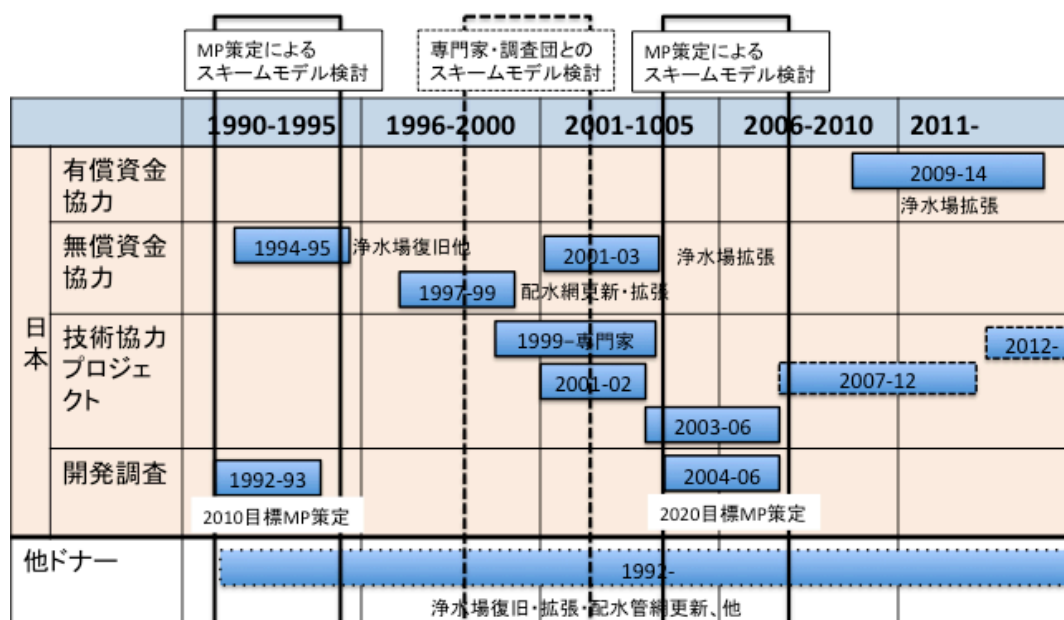 MP策定による
スキームモデル検討
専門家・調査団との
スキームモデル検討
MP策定による
スキームモデル検討
1990-1995
1996-2000
2001-1005
2006-2010
2011-
日本
有償資金
協力
2009-14
浄水場拡張
無償資金
協力
1994-95
浄水場復旧他
2001-03
浄水場拡張
1997-99
配水網更新・拡張
技術協力
プロジェ
クト
1999–専門家
2012-
2001-02
2007-12
2003-06
開発調査
1992-93
2004-06
2010目標MP策定
2020目標MP策定
他ドナー
1992-
浄水場復旧・拡張・配水管網更新、他